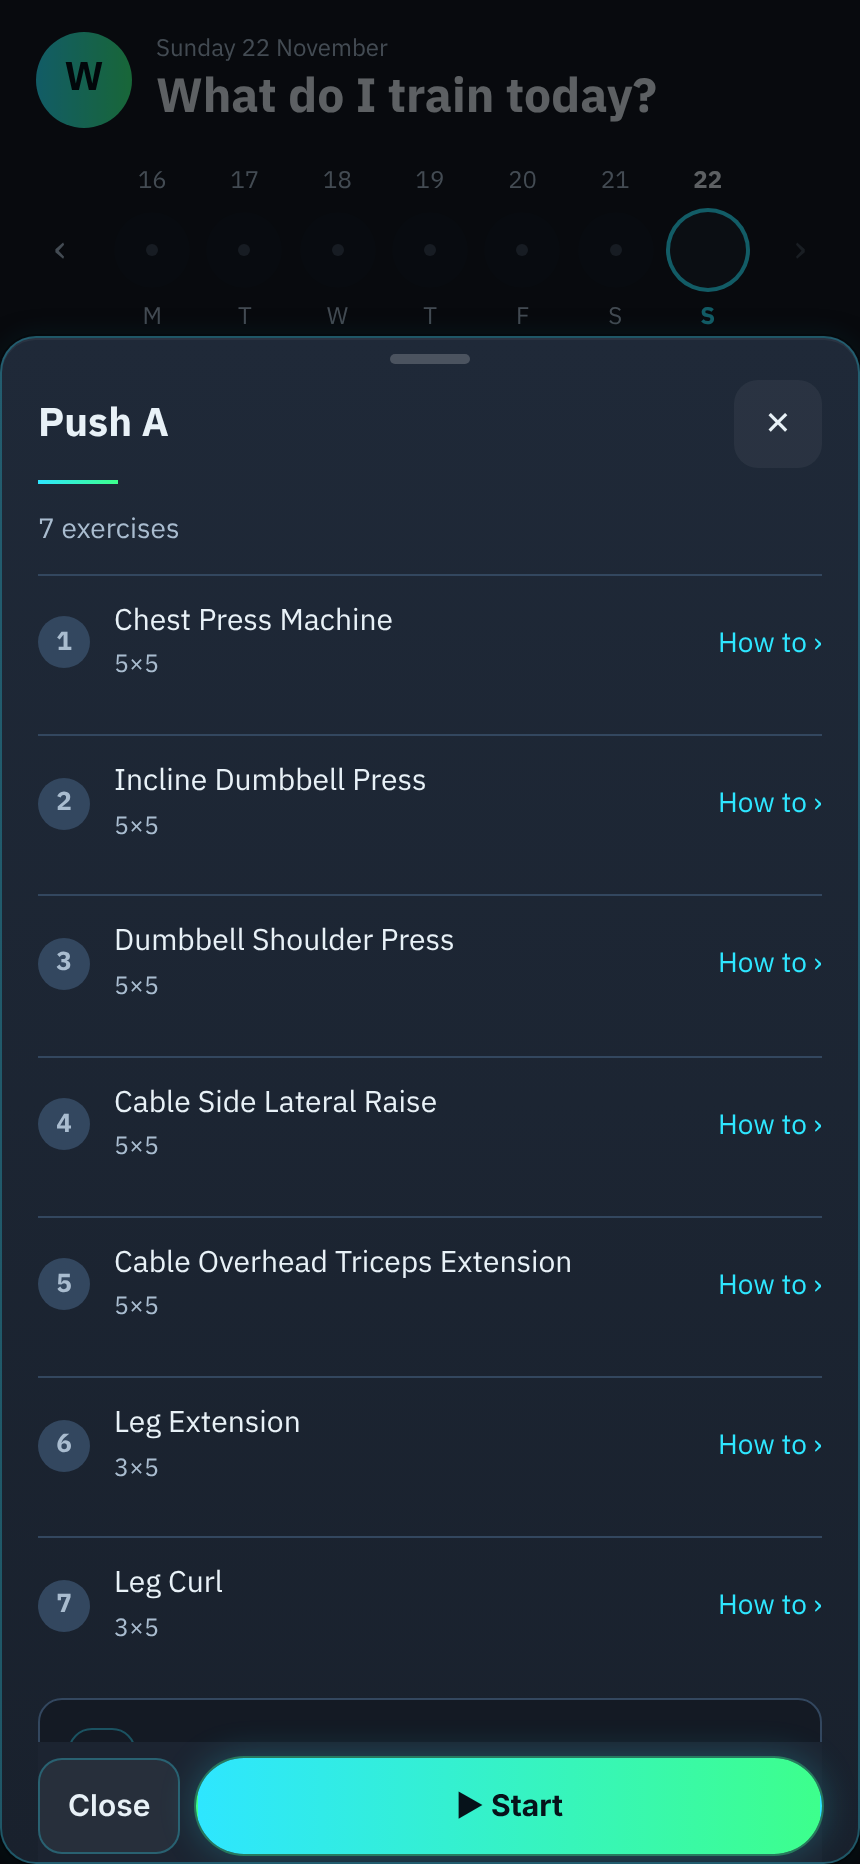 W
Sunday 22 November
What do I train today?
16 17 18 19 20 21 22
‹ ›
M T W T F S S
Push A
✕
7 exercises
1 Chest Press Machine
5×5
How to ›
2 Incline Dumbbell Press
5×5
How to ›
3 Dumbbell Shoulder Press
5×5
How to ›
4 Cable Side Lateral Raise
5×5
How to ›
5 Cable Overhead Triceps Extension
5×5
How to ›
6 Leg Extension
3×5
How to ›
7 Leg Curl
3×5
How to ›
Close
▶ Start